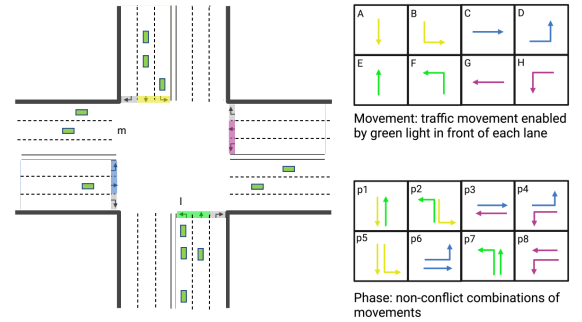 A B C D
E F G H
Movement: traffic movement enabled
by green light in front of each lane
m
l
p1 p2 p3 p4
p5 p6 p7 p8
Phase: non-conflict combinations of
movements